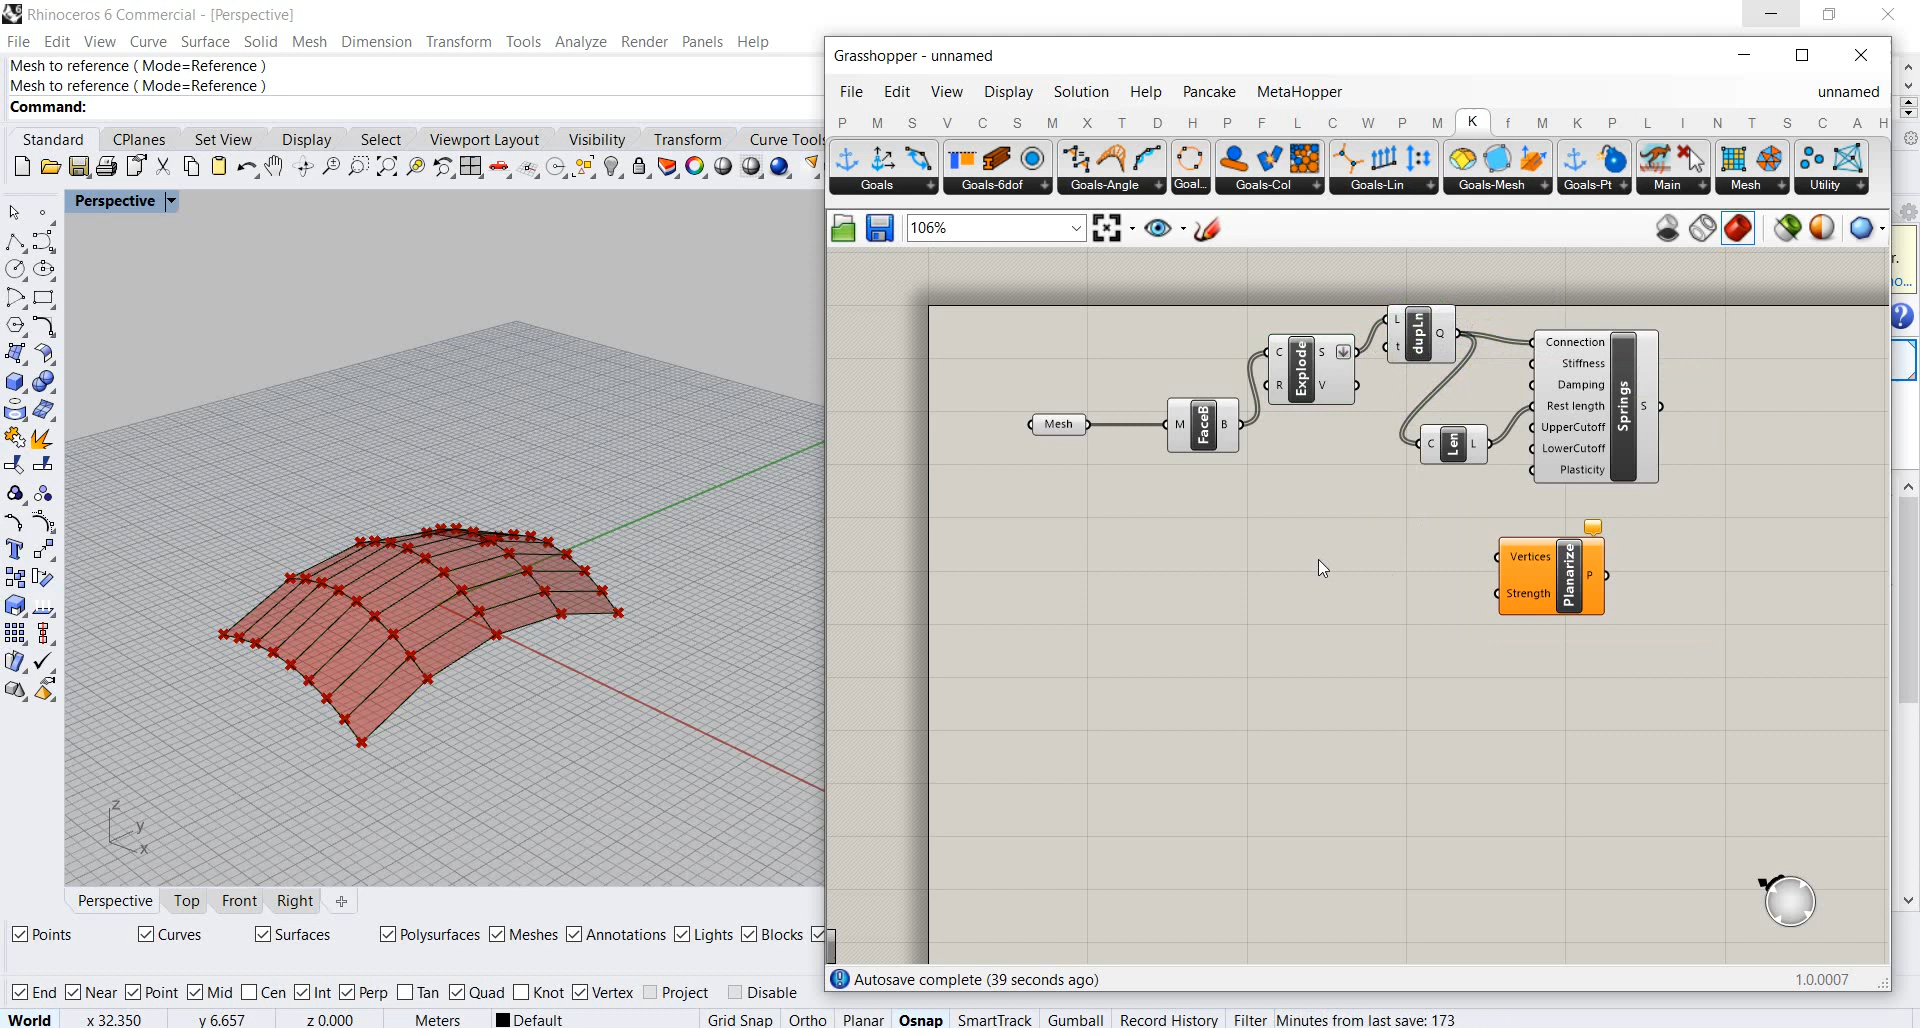 Rhinoceros 6 Commercial - [Perspective]
File Edit View Curve Surface Solid Mesh Dimension Transform Tools Analyze Render Panels Help
Mesh to reference ( Mode=Reference )
Mesh to reference ( Mode=Reference )
Command:
Standard CPlanes Set View Display Select Viewport Layout Visibility Transform Curve Tools
Perspective
z
y
x
Perspective Top Front Right
Points Curves Surfaces Polysurfaces Meshes Annotations Lights Blocks
End Near Point Mid Cen Int Perp Tan Quad Knot Vertex Project Disable
World x 32.350 y 6.657 z 0.000 Meters Default Grid Snap Ortho Planar Osnap SmartTrack Gumball Record History Filter Minutes from last save: 173
Grasshopper - unnamed
File Edit View Display Solution Help Pancake MetaHopper unnamed
P M S V C S M X T D H P F L C W P M K f M K P L I N T S C A H
Goals Goals-6dof Goals-Angle Goal... Goals-Col Goals-Lin Goals-Mesh Goals-Pt Main Mesh Utility
106%
Mesh
M FaceB B
C Explode S
R V
L dupLn Q
t
C Len L
Connection
Stiffness
Damping
Rest length Springs S
UpperCutoff
LowerCutoff
Plasticity
Vertices Planarize P
Strength
Autosave complete (39 seconds ago) 1.0.0007
r.
o...